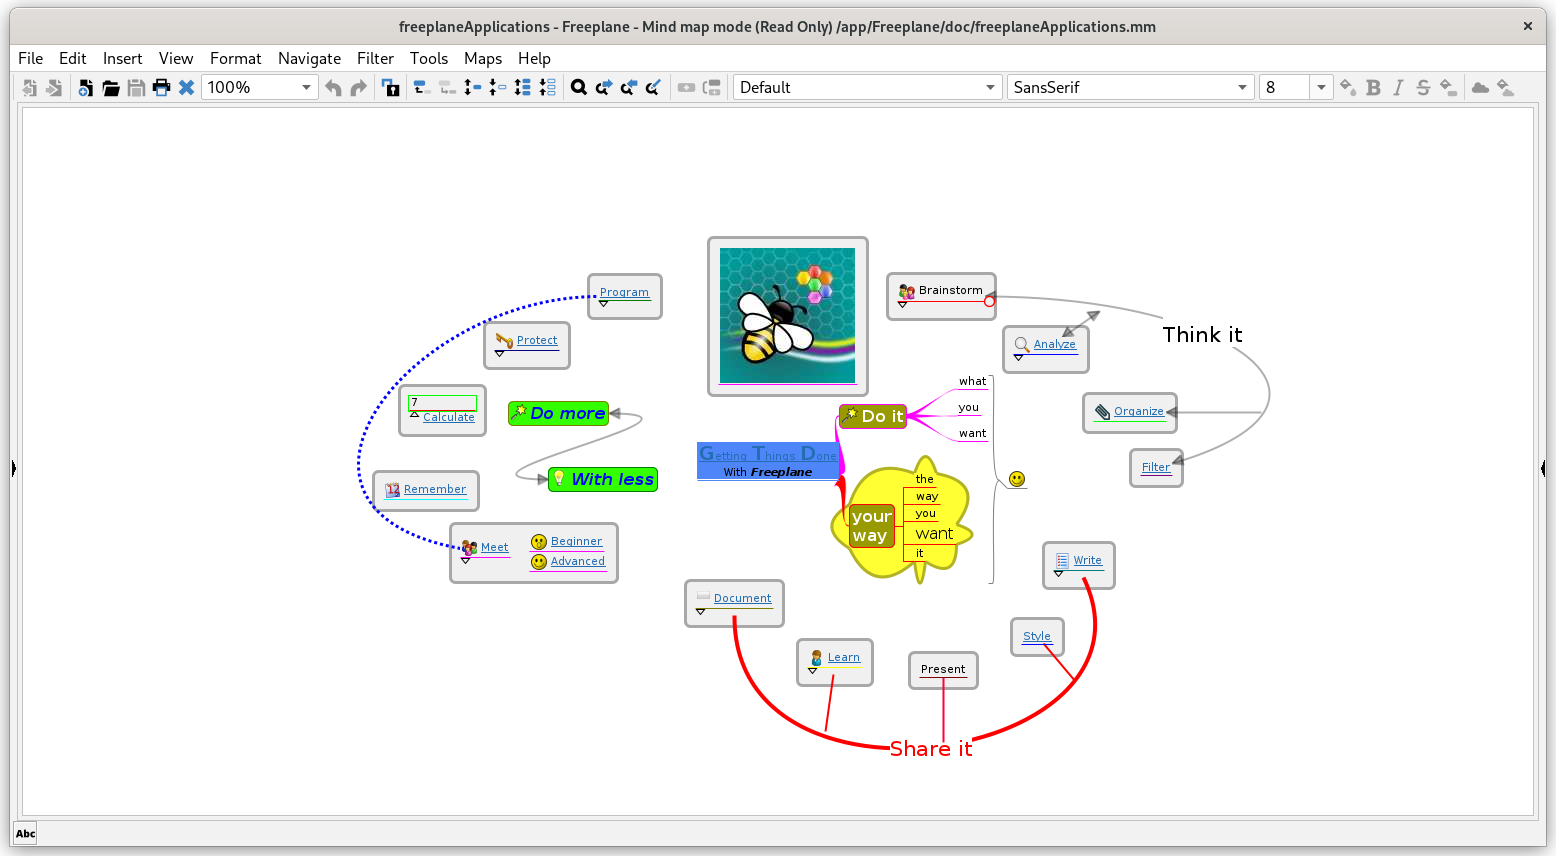 freeplaneApplications - Freeplane - Mind map mode (Read Only) /app/Freeplane/doc/freeplaneApplications.mm
File Edit Insert View Format Navigate Filter Tools Maps Help
100% Default SansSerif 8
Program
Brainstorm
Think it
Protect
Analyze
7
Calculate
Do more
Do it
what
you
want
Organize
Getting Things Done
With Freeplane
With less
Filter
Remember
your
way
the
way
you
want
it
Meet
Beginner
Advanced
Write
Document
Style
Learn
Present
Share it
Abc